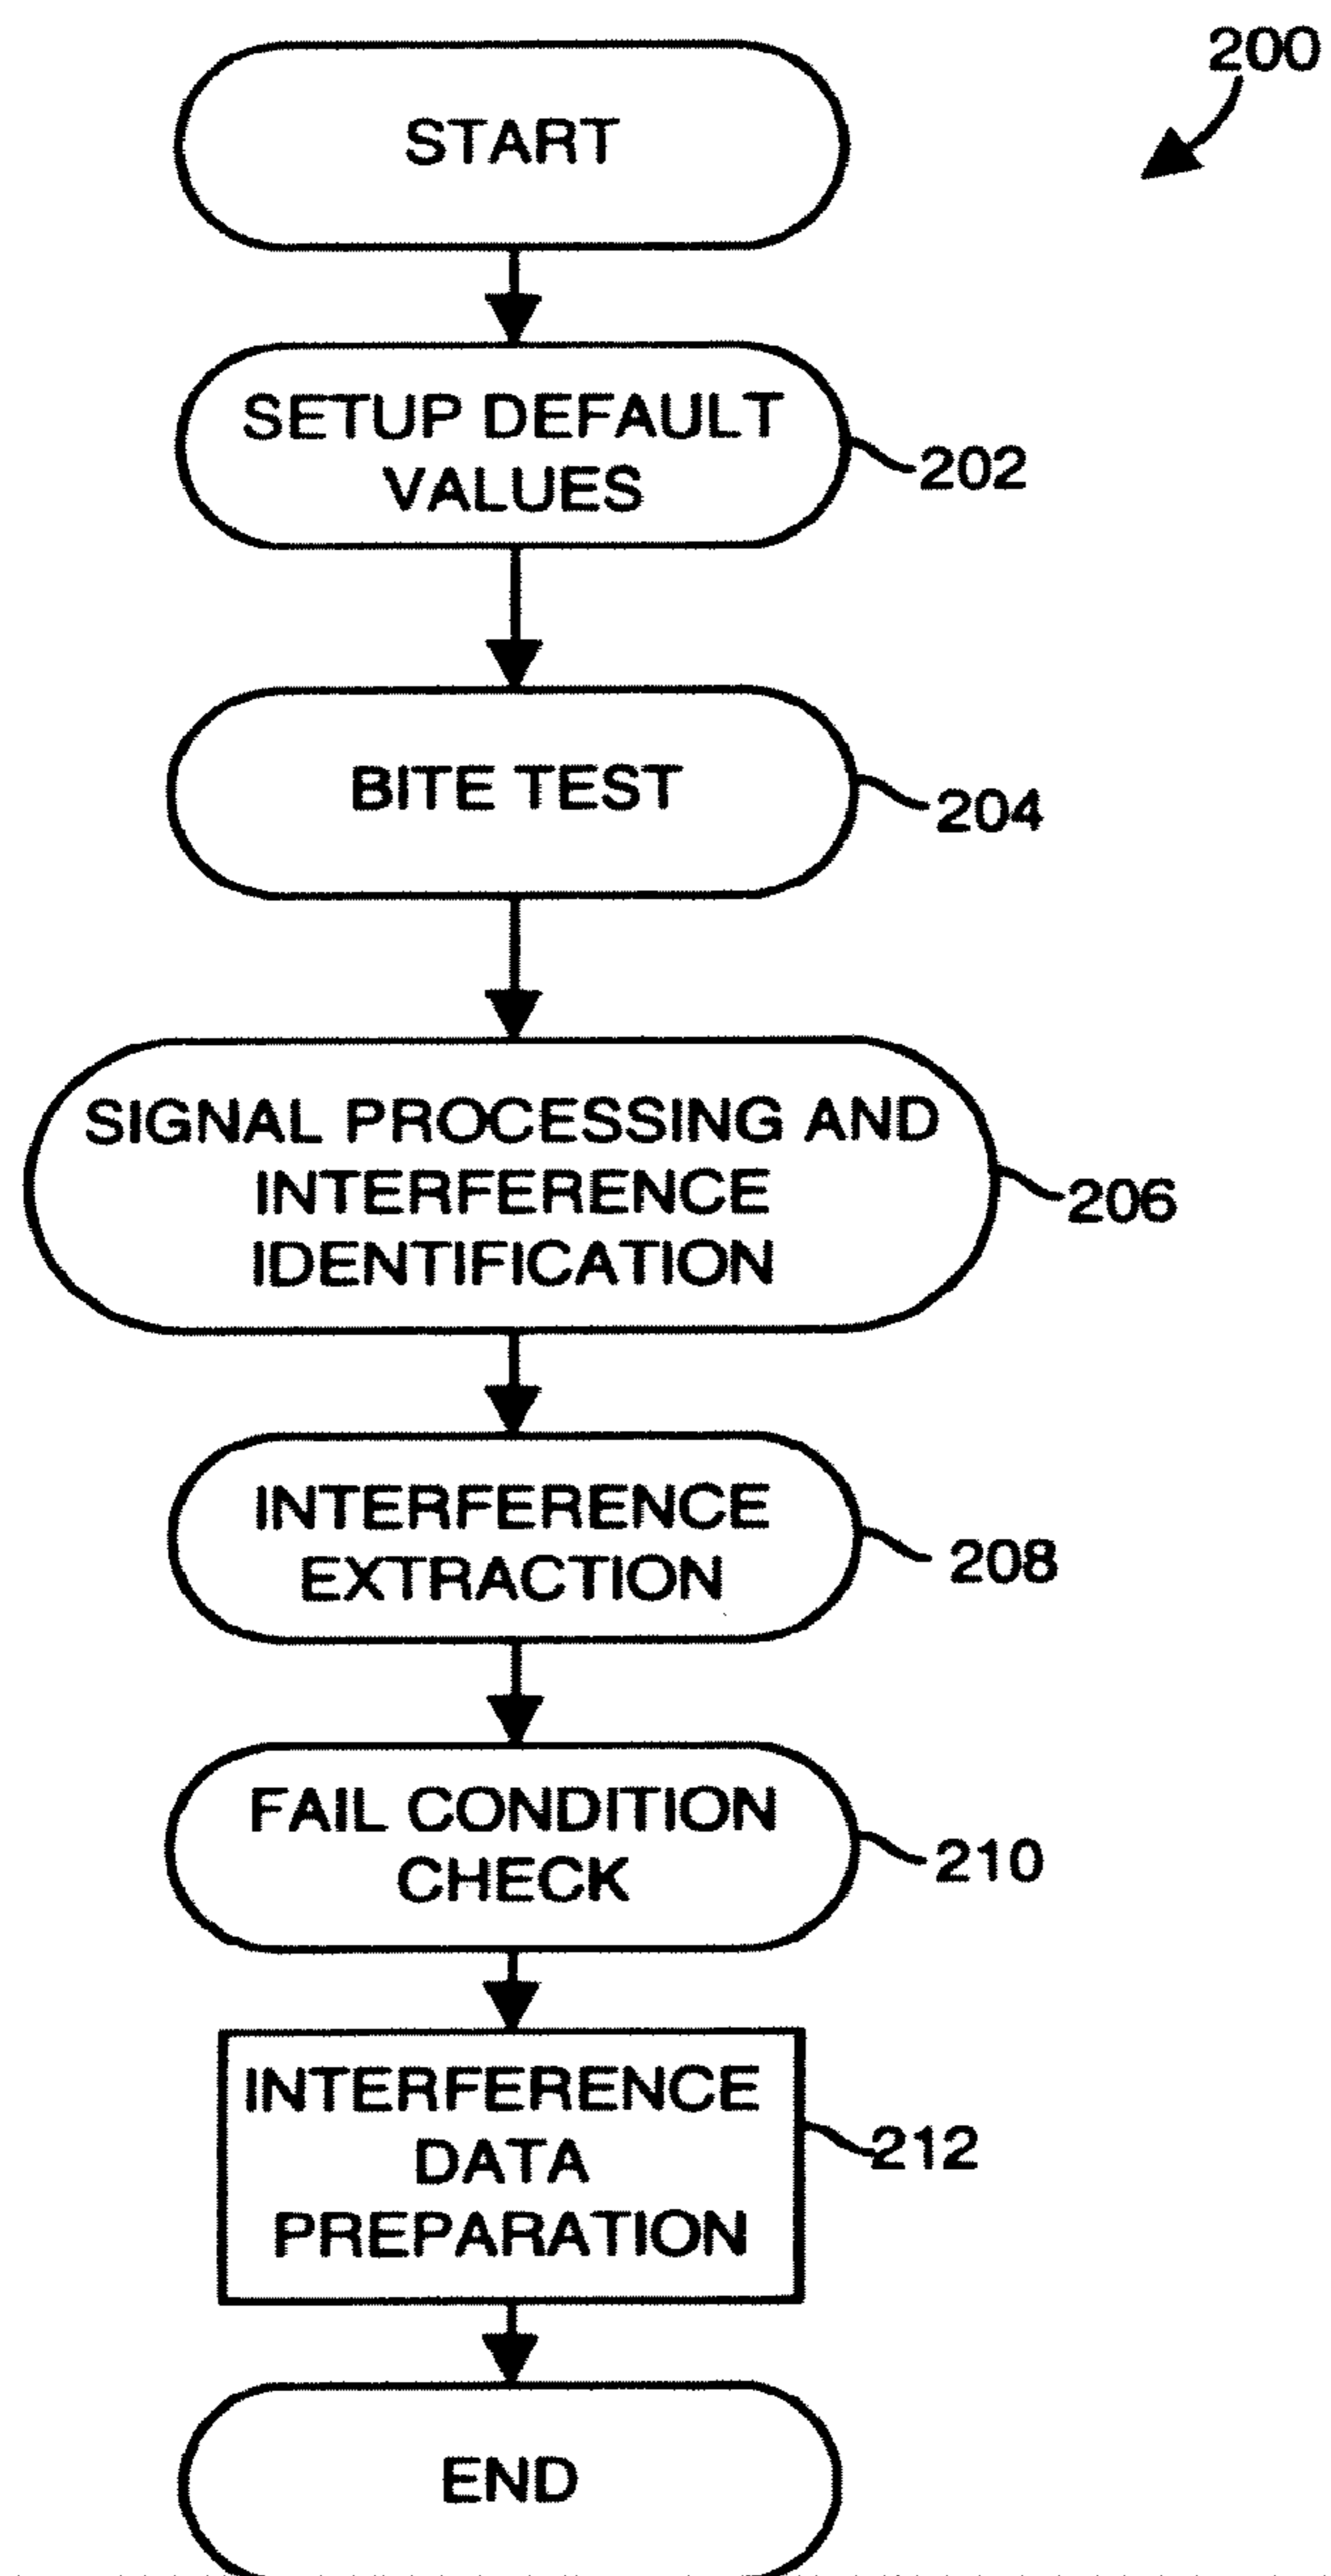 200
START
SETUP DEFAULT
VALUES
202
BITE TEST
204
SIGNAL PROCESSING AND
INTERFERENCE
IDENTIFICATION
206
INTERFERENCE
EXTRACTION
208
FAIL CONDITION
CHECK
210
INTERFERENCE
DATA
PREPARATION
212
END